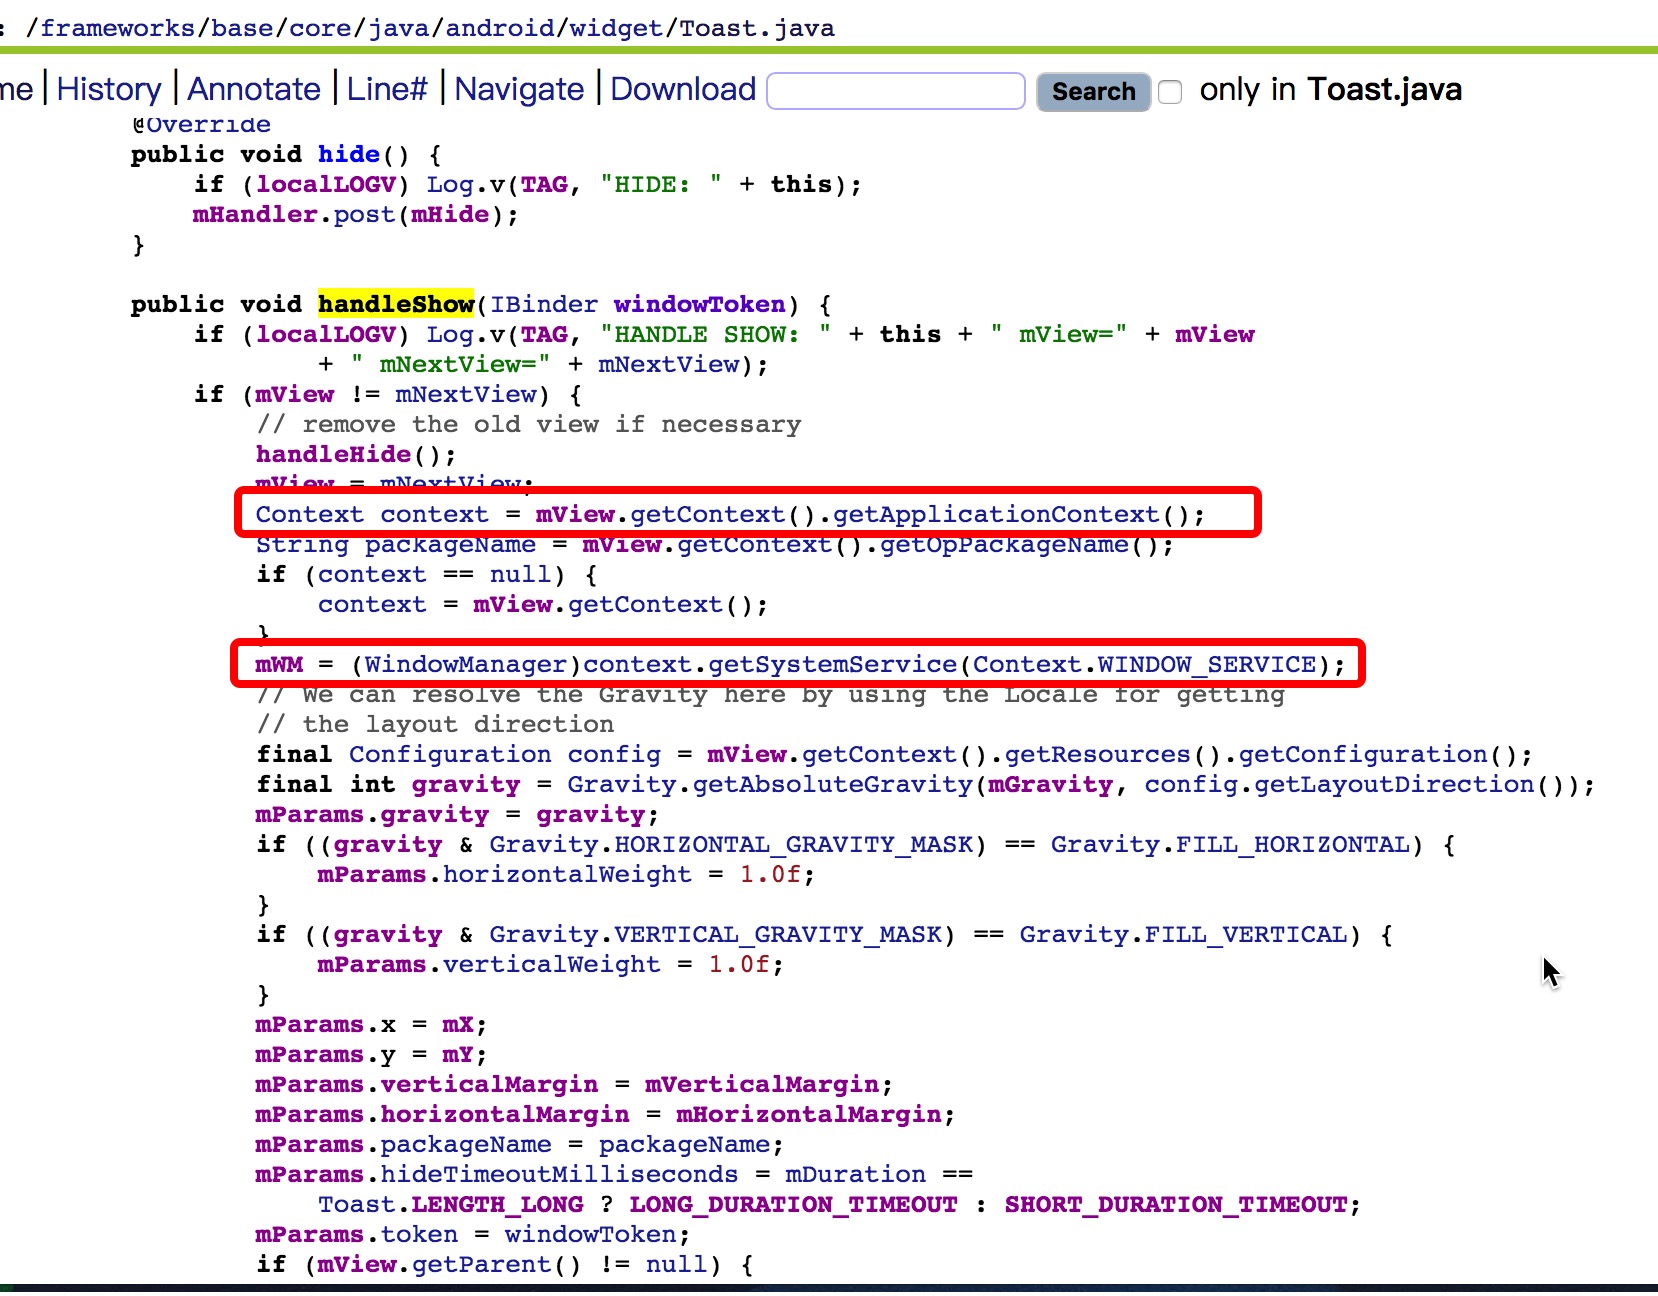 : /frameworks/base/core/java/android/widget/Toast.java
me | History | Annotate | Line# | Navigate | Download Search only in Toast.java
@Override
public void hide() {
if (localLOGV) Log.v(TAG, "HIDE: " + this);
mHandler.post(mHide);
}
public void handleShow(IBinder windowToken) {
if (localLOGV) Log.v(TAG, "HANDLE SHOW: " + this + " mView=" + mView
+ " mNextView=" + mNextView);
if (mView != mNextView) {
// remove the old view if necessary
handleHide();
mView = mNextView;
Context context = mView.getContext().getApplicationContext();
String packageName = mView.getContext().getOpPackageName();
if (context == null) {
context = mView.getContext();
}
mWM = (WindowManager)context.getSystemService(Context.WINDOW_SERVICE);
// We can resolve the Gravity here by using the Locale for getting
// the layout direction
final Configuration config = mView.getContext().getResources().getConfiguration();
final int gravity = Gravity.getAbsoluteGravity(mGravity, config.getLayoutDirection());
mParams.gravity = gravity;
if ((gravity & Gravity.HORIZONTAL_GRAVITY_MASK) == Gravity.FILL_HORIZONTAL) {
mParams.horizontalWeight = 1.0f;
}
if ((gravity & Gravity.VERTICAL_GRAVITY_MASK) == Gravity.FILL_VERTICAL) {
mParams.verticalWeight = 1.0f;
}
mParams.x = mX;
mParams.y = mY;
mParams.verticalMargin = mVerticalMargin;
mParams.horizontalMargin = mHorizontalMargin;
mParams.packageName = packageName;
mParams.hideTimeoutMilliseconds = mDuration ==
Toast.LENGTH_LONG ? LONG_DURATION_TIMEOUT : SHORT_DURATION_TIMEOUT;
mParams.token = windowToken;
if (mView.getParent() != null) {